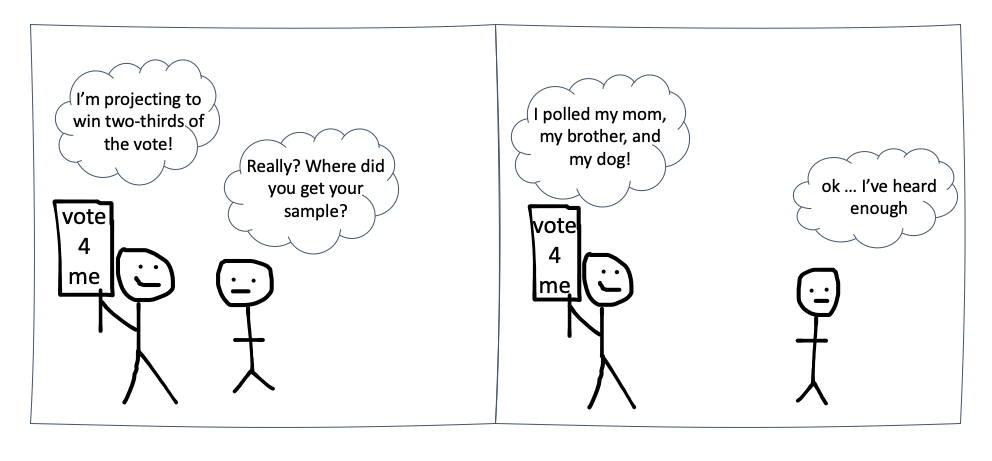 I'm projecting to
win two-thirds of
the vote!
Really? Where did
you get your
sample?
vote
4
me
I polled my mom,
my brother, and
my dog!
ok ... I've heard
enough
vote
4
me